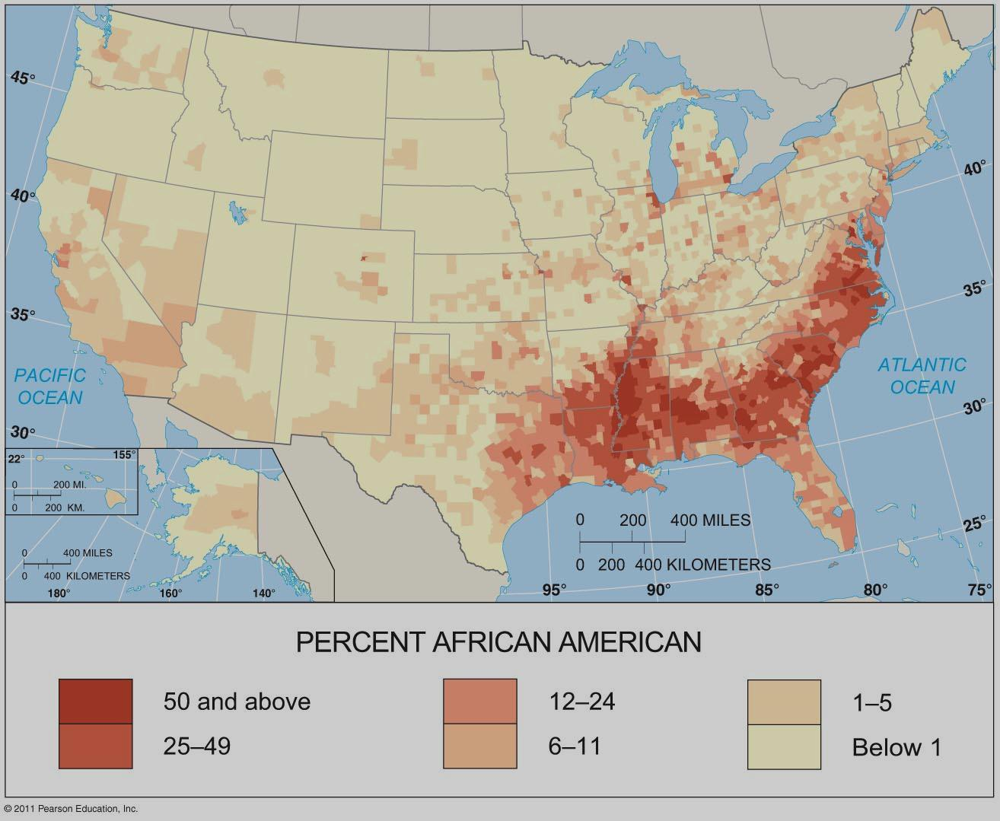 45°
40°
35°
30°
40°
35°
30°
25°
PACIFIC
OCEAN
ATLANTIC
OCEAN
22°
155°
0 200 MI.
0 200 KM.
0 400 MILES
0 400 KILOMETERS
180° 160° 140°
0 200 400 MILES
0 200 400 KILOMETERS
95° 90° 85° 80° 75°
PERCENT AFRICAN AMERICAN
50 and above
25–49
12–24
6–11
1–5
Below 1
© 2011 Pearson Education, Inc.